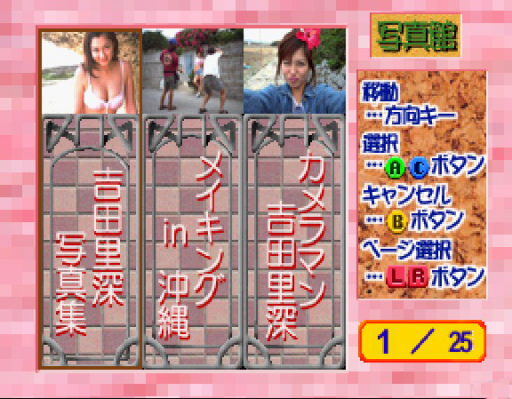 写真館
吉田里深
写真集
メイキング
in 沖縄
カメラマン
吉田里深
移動
…方向キー
選択
…ACボタン
キャンセル
…Bボタン
ページ選択
…LRボタン
1 / 25